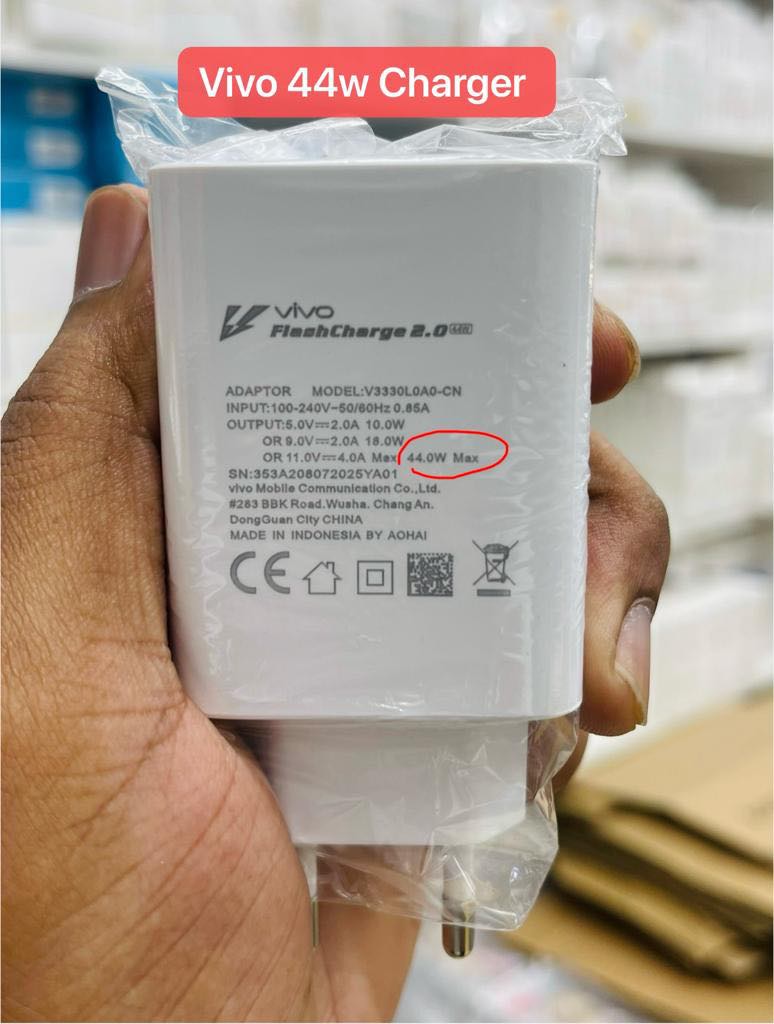 Vivo 44w Charger
vivo
FlashCharge 2.0 44W
ADAPTOR MODEL:V3330L0A0-CN
INPUT:100-240V~50/60Hz 0.85A
OUTPUT:5.0V⎓2.0A 10.0W
OR 9.0V⎓2.0A 18.0W
OR 11.0V⎓4.0A Max 44.0W Max
SN:353A208072025YA01
vivo Mobile Communication Co.,Ltd.
#283 BBK Road.Wusha. Chang An.
DongGuan City CHINA
MADE IN INDONESIA BY AOHAI
CE